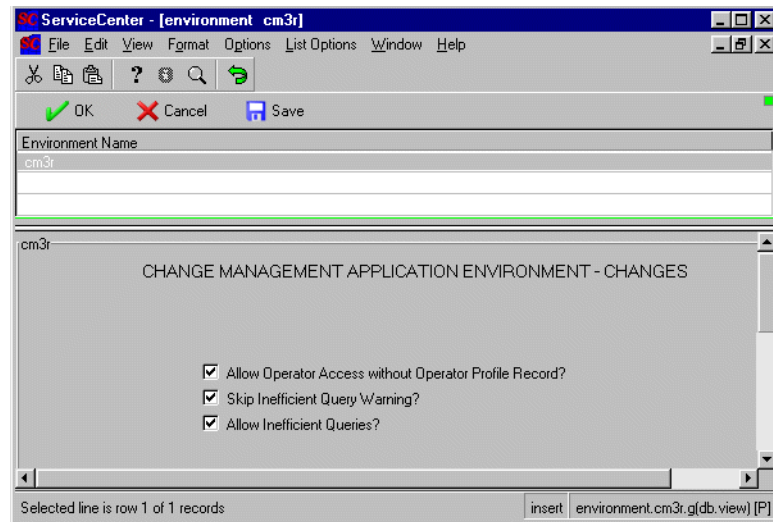 SC ServiceCenter - [environment cm3r]
SC File Edit View Format Options List Options Window Help
?
OK Cancel Save
Environment Name
cm3r
cm3r
CHANGE MANAGEMENT APPLICATION ENVIRONMENT - CHANGES
Allow Operator Access without Operator Profile Record?
Skip Inefficient Query Warning?
Allow Inefficient Queries?
Selected line is row 1 of 1 records insert environment.cm3r.g(db.view) [P]